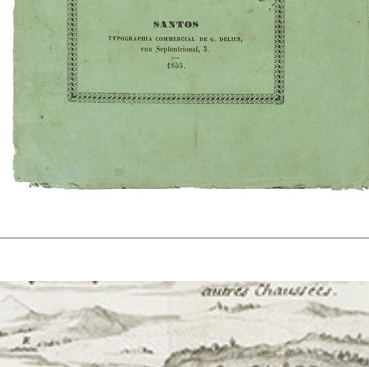 SANTOS
TYPOGRAPHIA COMMERCIAL DE G. DELIUS,
rua Septentrional, 3.
1855.
autres Chaussées.
R